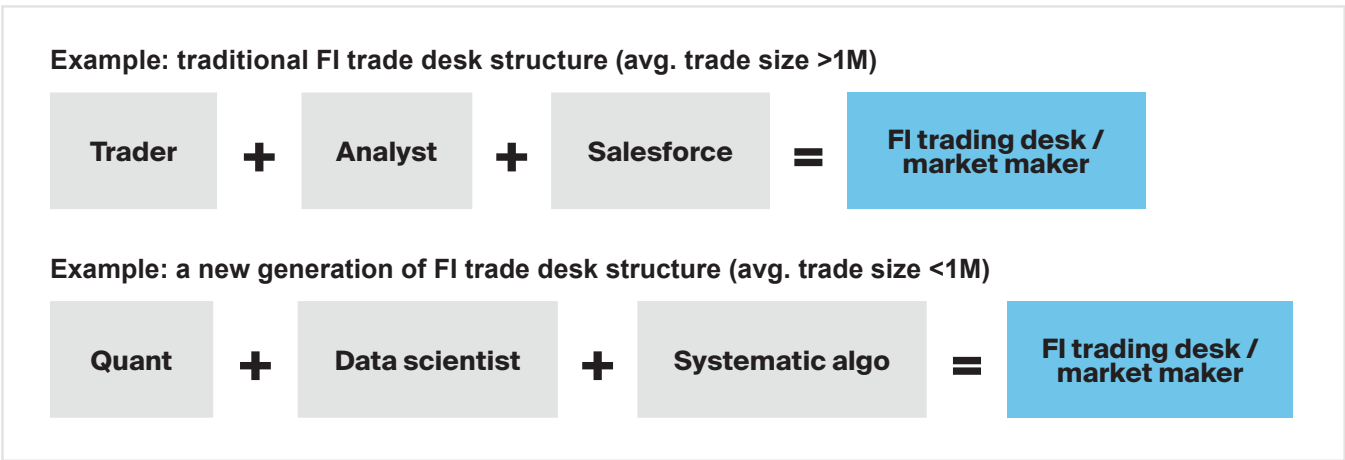 Example: traditional FI trade desk structure (avg. trade size >1M)
Trader + Analyst + Salesforce = FI trading desk /
market maker
Example: a new generation of FI trade desk structure (avg. trade size <1M)
Quant + Data scientist + Systematic algo = FI trading desk /
market maker